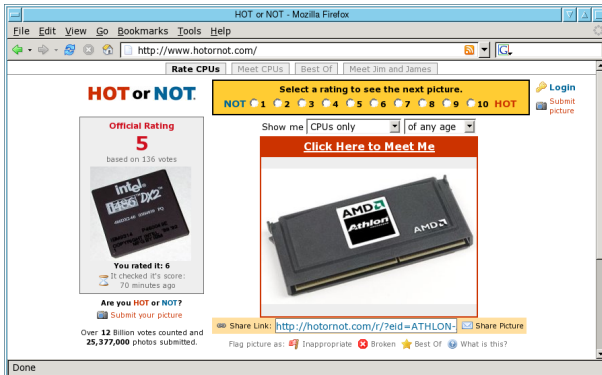 HOT or NOT - Mozilla Firefox
File Edit View Go Bookmarks Tools Help
http://www.hotornot.com/
G
Rate CPUs Meet CPUs Best Of Meet Jim and James
HOT or NOT.
Select a rating to see the next picture.
NOT 1 2 3 4 5 6 7 8 9 10 HOT
Login
Submit picture
Show me CPUs only of any age
Official Rating
5
based on 136 votes
intel
i486 DX2
You rated it: 6
It checked it's score:
70 minutes ago
Are you HOT or NOT?
Submit your picture
Over 12 Billion votes counted and
25,377,000 photos submitted.
Click Here to Meet Me
AMD
AMD
Athlon
Share Link: http://hotornot.com/r/?eid=ATHLON- Share Picture
Flag picture as: Inappropriate Broken Best Of What is this?
Done